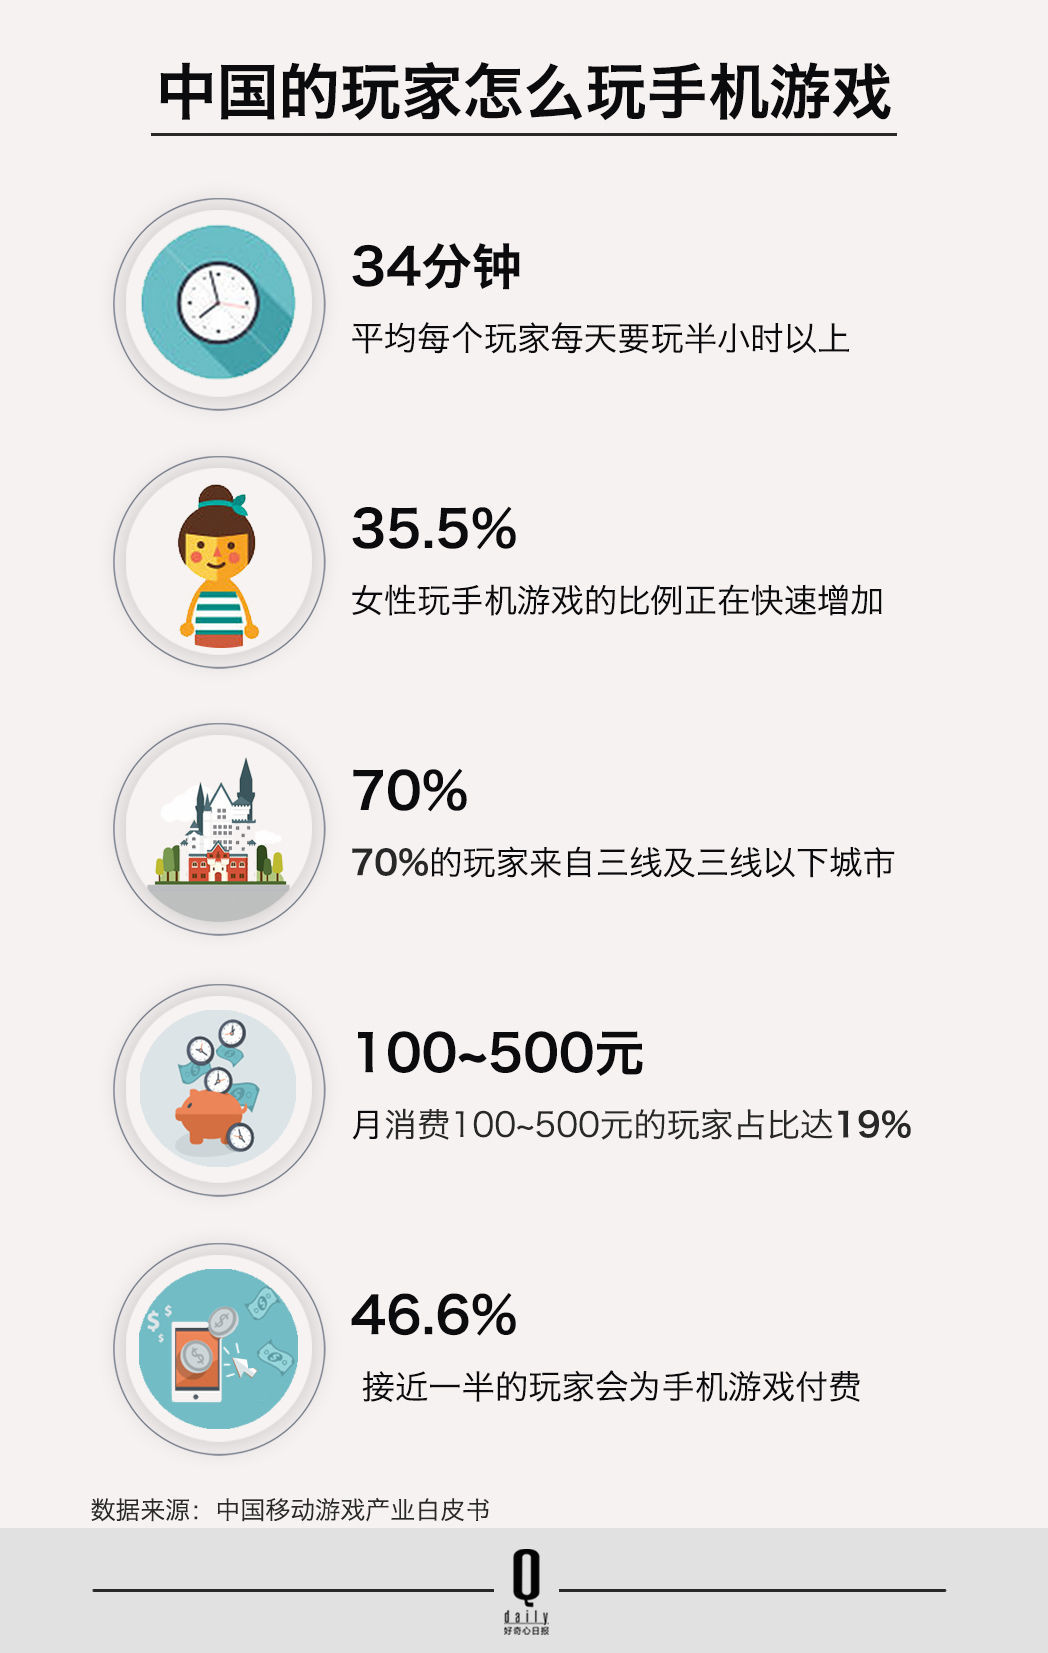 中国的玩家怎么玩手机游戏
34分钟
平均每个玩家每天要玩半小时以上
35.5%
女性玩手机游戏的比例正在快速增加
70%
70%的玩家来自三线及三线以下城市
100~500元
月消费100~500元的玩家占比达19%
46.6%
接近一半的玩家会为手机游戏付费
数据来源：中国移动游戏产业白皮书
Q
daily
好奇心日报